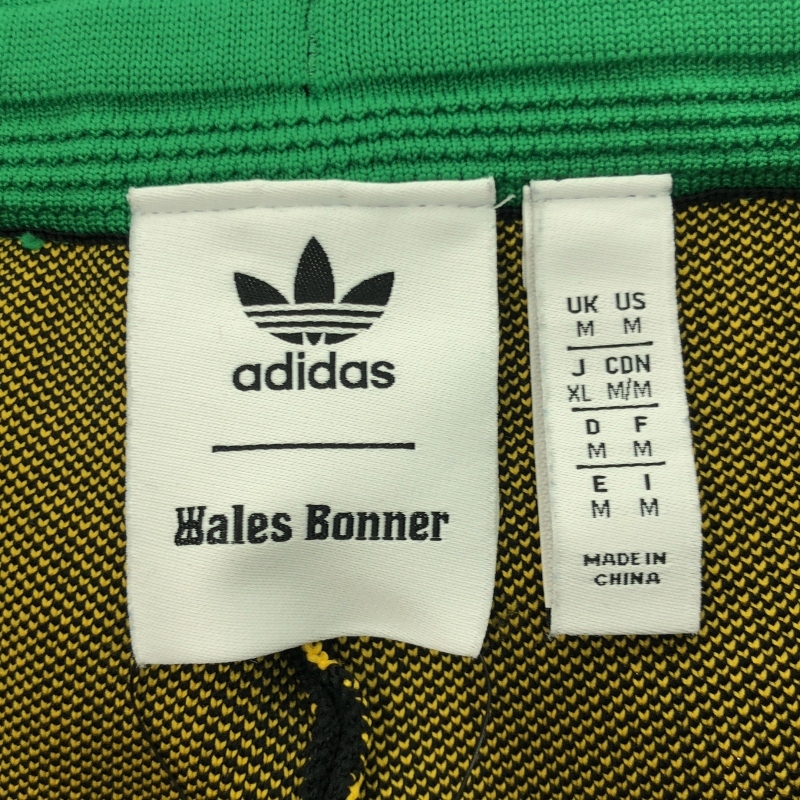 adidas
Wales Bonner
UK US
M M
J CDN
XL M/M
D F
M M
E I
M M
MADE IN
CHINA